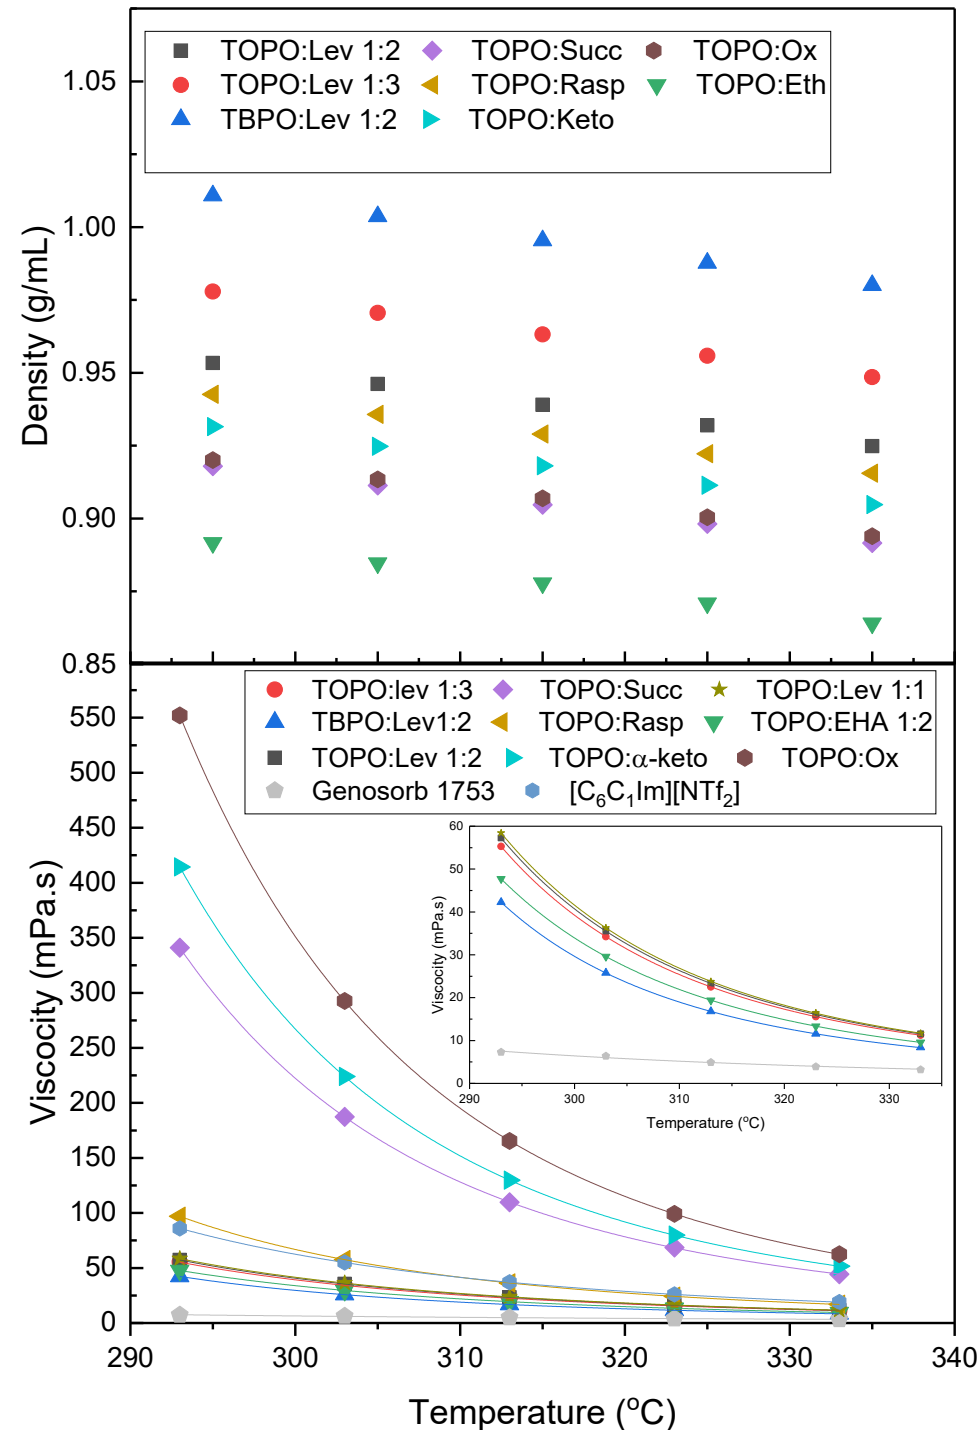 TOPO:Lev 1:2 TOPO:Succ TOPO:Ox
TOPO:Lev 1:3 TOPO:Rasp TOPO:Eth
TBPO:Lev 1:2 TOPO:Keto
1.05
1.00
0.95
0.90
0.85
Density (g/mL)
TOPO:lev 1:3 TOPO:Succ TOPO:Lev 1:1
TBPO:Lev1:2 TOPO:Rasp TOPO:EHA 1:2
TOPO:Lev 1:2 TOPO:α-keto TOPO:Ox
Genosorb 1753 [C₆C₁Im][NTf₂]
550
500
450
400
350
300
250
200
150
100
50
0
Viscocity (mPa.s)
60
50
40
30
20
10
0
Viscocity (mPa.s)
290 300 310 320 330
Temperature (°C)
290 300 310 320 330 340
Temperature (°C)